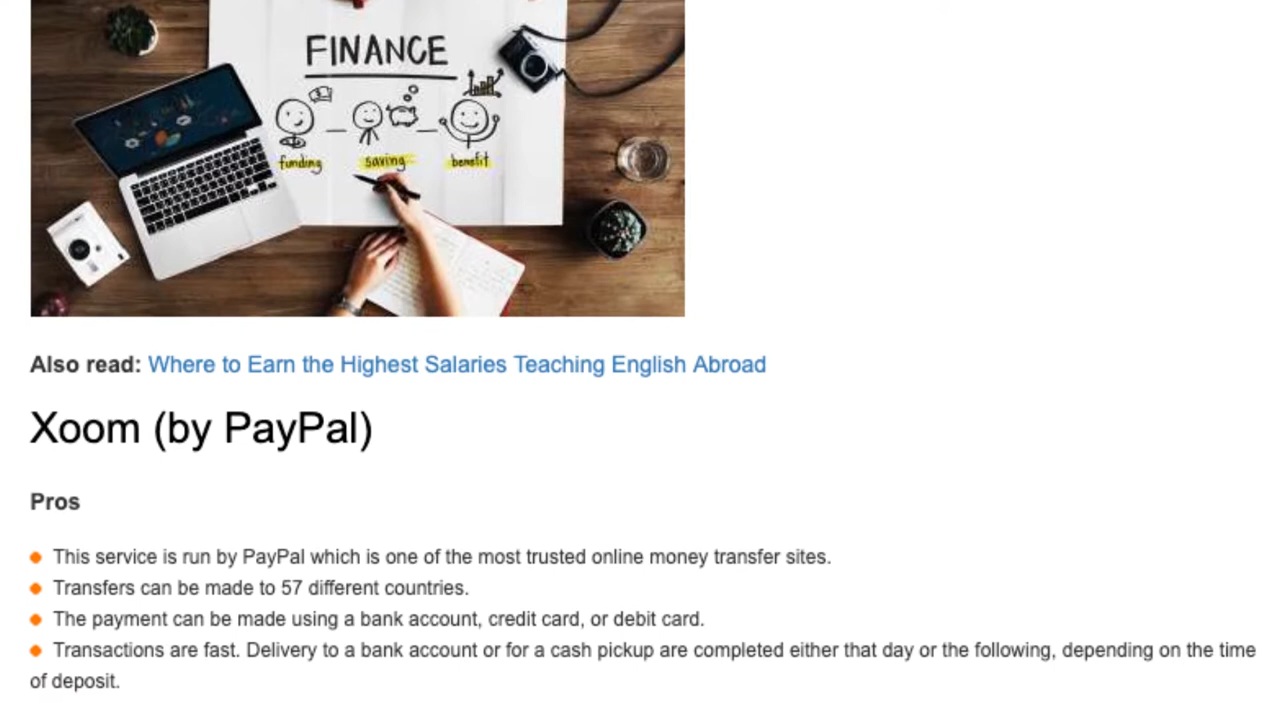 FINANCE
funding
saving
benefit
Also read: Where to Earn the Highest Salaries Teaching English Abroad
Xoom (by PayPal)
Pros
This service is run by PayPal which is one of the most trusted online money transfer sites.
Transfers can be made to 57 different countries.
The payment can be made using a bank account, credit card, or debit card.
Transactions are fast. Delivery to a bank account or for a cash pickup are completed either that day or the following, depending on the time
of deposit.